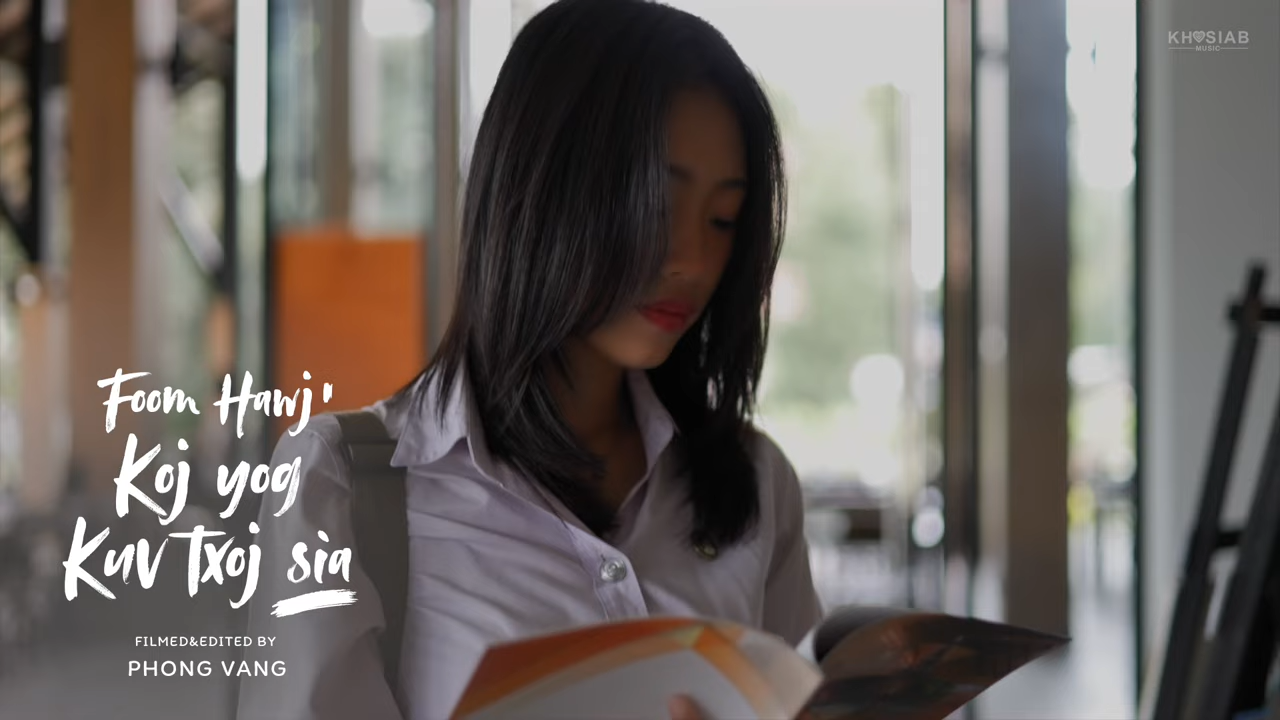 KHOSIAB
MUSIC
Foom Hawj'
Koj yog
Kuv Txoj sia
FILMED&EDITED BY
PHONG VANG